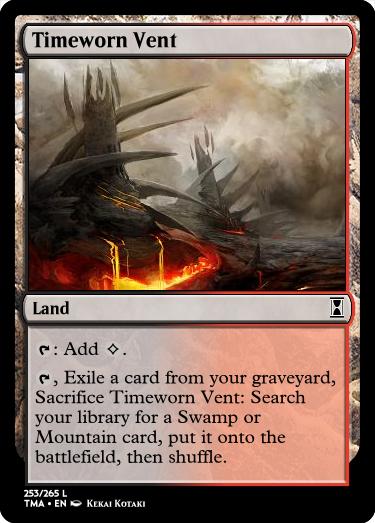 Timeworn Vent
Land
: Add .
, Exile a card from your graveyard,
Sacrifice Timeworn Vent: Search
your library for a Swamp or
Mountain card, put it onto the
battlefield, then shuffle.
253/265 L
TMA • EN Kekai Kotaki